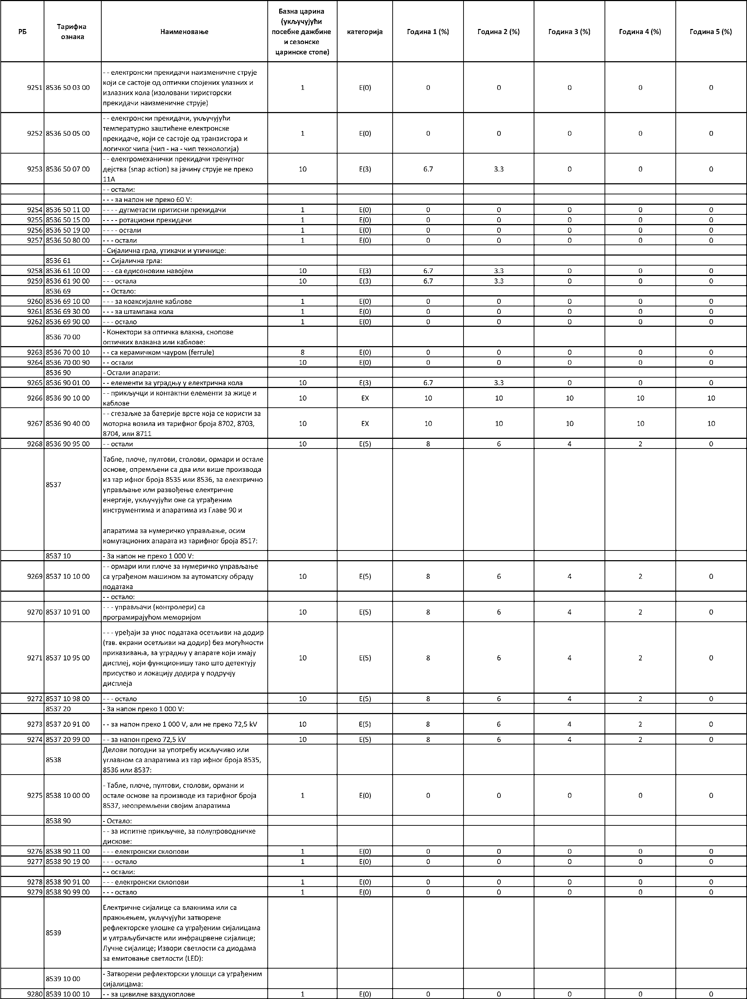 РБ Тарифна ознака Наименовање Базна царина (укључујући посебне дажбине и сезонске царинске стопе) категорија Година 1 (%) Година 2 (%) Година 3 (%) Година 4 (%) Година 5 (%)
- - електронски прекидачи наизменичне струје
који се састоје од оптички спојених улазних и
9251 8536 50 03 00 1 E(0) 0 0 0 0 0
излазних кола (изоловани тиристорски
прекидачи наизменичне струје)
- - електронски прекидачи, укључујући
температурно заштићене електронске
9252 8536 50 05 00 1 E(0) 0 0 0 0 0
прекидаче, који се састоје од транзистора и
логичког чипа (чип - на - чип технологија)
- - електромеханички прекидачи тренутног
9253 8536 50 07 00 дејства (snap action) за јачину струје не преко 10 E(3) 6.7 3.3 0 0 0
11А
- - остали:
- - - за напон не преко 60 V:
9254 8536 50 11 00 - - - - дугметасти притисни прекидачи 1 E(0) 0 0 0 0 0
9255 8536 50 15 00 - - - - ротациони прекидачи 1 E(0) 0 0 0 0 0
9256 8536 50 19 00 - - - - остали 1 E(0) 0 0 0 0 0
9257 8536 50 80 00 - - - остали 1 E(0) 0 0 0 0 0
- Сијалична грла, утикачи и утичнице:
8536 61 - - Сијалична грла:
9258 8536 61 10 00 - - - са едисоновим навојем 10 E(3) 6.7 3.3 0 0 0
9259 8536 61 90 00 - - - остала 10 E(3) 6.7 3.3 0 0 0
8536 69 - - Остало:
9260 8536 69 10 00 - - - за коаксијалне каблове 1 E(0) 0 0 0 0 0
9261 8536 69 30 00 - - - за штампана кола 1 E(0) 0 0 0 0 0
9262 8536 69 90 00 - - - остало 1 E(0) 0 0 0 0 0
8536 70 00 - Конектори за оптичка влакна, снопове
оптичких влакана или каблове:
9263 8536 70 00 10 - - са керамичком чауром (ferrule) 8 E(0) 0 0 0 0 0
9264 8536 70 00 90 - - остали 10 E(0) 0 0 0 0 0
8536 90 - Остали апарати:
9265 8536 90 01 00 - - елементи за уградњу у електрична кола 10 E(3) 6.7 3.3 0 0 0
9266 8536 90 10 00 - - прикључци и контактни елементи за жице и 10 EX 10 10 10 10 10
каблове
- - стезаљке за батерије врсте која се користи за
9267 8536 90 40 00 моторна возила из тарифног броја 8702, 8703, 10 EX 10 10 10 10 10
8704, или 8711
9268 8536 90 95 00 - - остали 10 E(5) 8 6 4 2 0
Табле, плоче, пултови, столови, ормари и остале
основе, опремљени са два или више производа
из тар ифног броја 8535 или 8536, за електрично
8537
управљање или развођење електричне
енергије, укључујући оне са уграђеним
инструментима и апаратима из Главе 90 и
апаратима за нумеричко управљање, осим
комутационих апарата из тарифног броја 8517:
8537 10 - За напон не преко 1 000 V:
- - ормари или плоче за нумеричко управљање
9269 8537 10 10 00 са уграђеном машином за аутоматску обраду 10 E(5) 8 6 4 2 0
података
- - остало:
9270 8537 10 91 00 - - - управљачи (контролери) са 10 E(5) 8 6 4 2 0
програмирајућом меморијом
- - - уређаји за унос података осетљиви на додир
(тзв. екрани осетљиви на додир) без могућности
приказивања, за уградњу у апарате који имају
9271 8537 10 95 00 10 E(5) 8 6 4 2 0
дисплеј, који функционишу тако што детектују
присуство и локацију додира у подручју
дисплеја
9272 8537 10 98 00 - - - остало 10 E(5) 8 6 4 2 0
8537 20 - За напон преко 1 000 V:
9273 8537 20 91 00 - - за напон преко 1 000 V, али не преко 72,5 kV 10 E(5) 8 6 4 2 0
9274 8537 20 99 00 - - за напон преко 72,5 kV 10 E(5) 8 6 4 2 0
Делови погодни за употребу искључиво или
8538 углавном са апаратима из тар ифног броја 8535,
8536 или 8537:
- Табле, плоче, пултови, столови, ормани и
9275 8538 10 00 00 остале основе за производе из тарифног броја 1 E(0) 0 0 0 0 0
8537, неопремљени својим апаратима
8538 90 - Остало:
- - за испитне прикључке, за полупроводничке
дискове:
9276 8538 90 11 00 - - - електронски склопови 1 E(0) 0 0 0 0 0
9277 8538 90 19 00 - - - остало 1 E(0) 0 0 0 0 0
- - остали:
9278 8538 90 91 00 - - - електронски склопови 1 E(0) 0 0 0 0 0
9279 8538 90 99 00 - - - остало 1 E(0) 0 0 0 0 0
Електричне сијалице са влакнима или са
пражњењем, укључујући затворене
рефлекторске улошке са уграђеним сијалицама
8539
и ултраљубичасте или инфрацрвене сијалице;
Лучне сијалице; Извори светлости са диодама
за емитовање светлости (LED):
8539 10 00 - Затворени рефлекторски улошци са уграђеним
сијалицама:
9280 8539 10 00 10 - - за цивилне ваздухоплове 1 E(0) 0 0 0 0 0